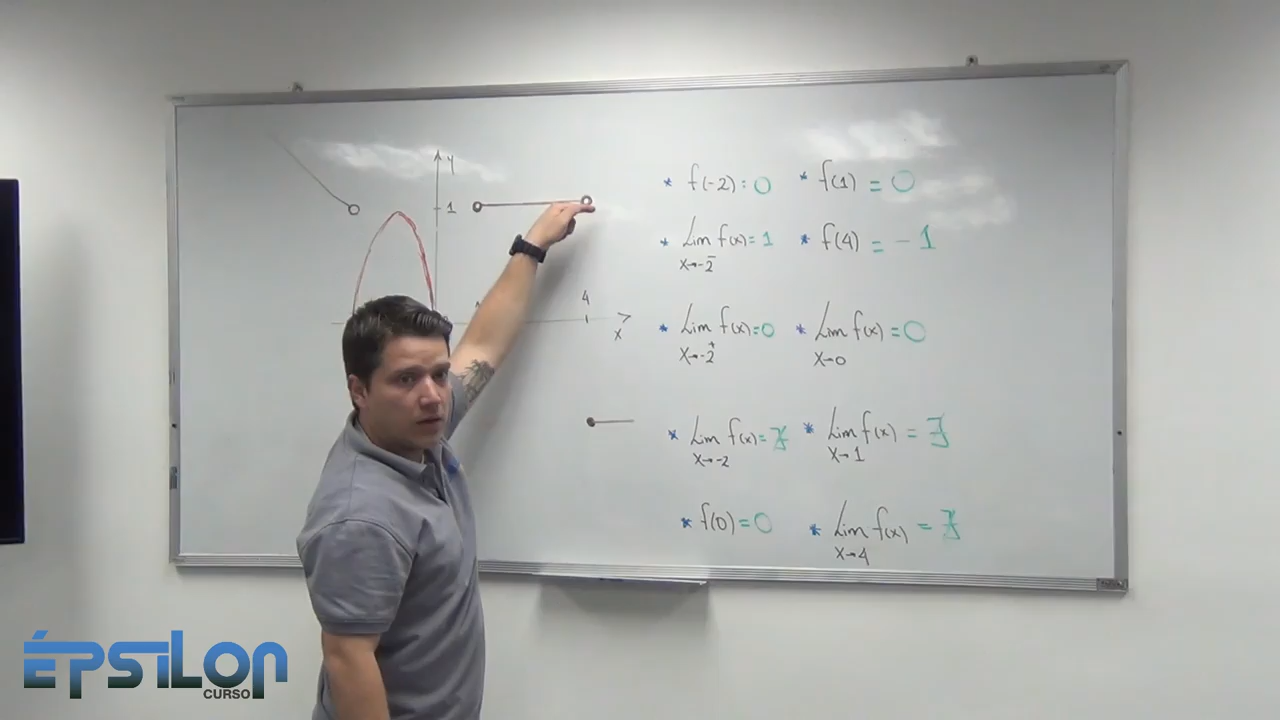 y
1
4
x
* f(-2) = 0
* Lim f(x) = 1
x→-2⁻
* Lim f(x) = 0
x→-2⁺
* Lim f(x) = ∄
x→-2
* f(0) = 0
* f(1) = 0
* f(4) = -1
* Lim f(x) = 0
x→0
* Lim f(x) = ∄
x→1
* Lim f(x) = ∄
x→4
ÉPSILON
CURSO